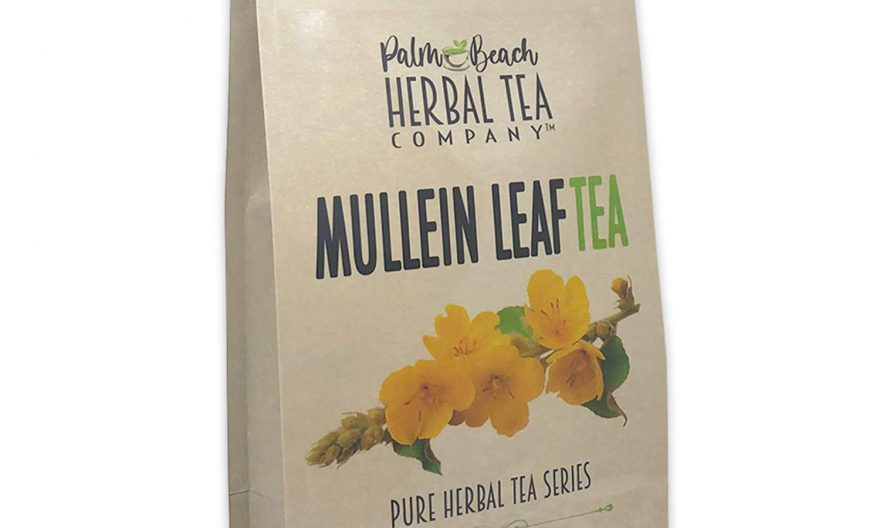 Palm Beach
HERBAL TEA
COMPANY™
MULLEIN LEAF TEA
PURE HERBAL TEA SERIES